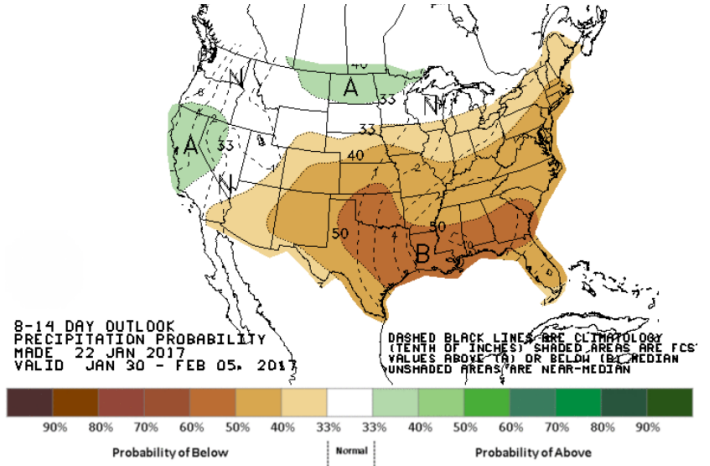 40
N
A
33
N
33
A
33
N
40
50
50
B
8-14 DAY OUTLOOK
PRECIPITATION PROBABILITY
MADE 22 JAN 2017
VALID JAN 30 - FEB 05, 2017
DASHED BLACK LINES ARE CLIMATOLOGY
(TENTH OF INCHES) SHADED AREAS ARE FCST
VALUES ABOVE (A) OR BELOW (B) MEDIAN
UNSHADED AREAS ARE NEAR-MEDIAN
90% 80% 70% 60% 50% 40% 33% 33% 40% 50% 60% 70% 80% 90%
Probability of Below Normal Probability of Above